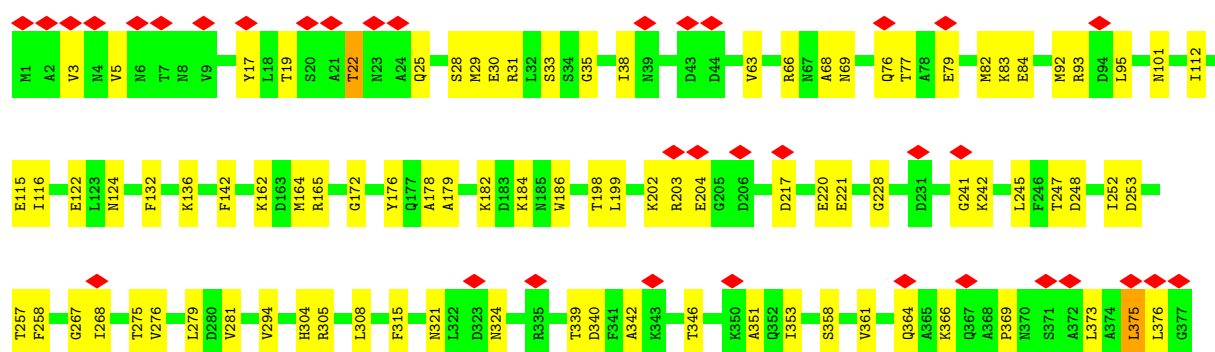 M1 A2 V3 N4 V5 N6 T7 N8 V9 Y17 L18 T19 S20 A21 T22 N23 A24 Q25 S28 M29 E30 R31 L32 S33 S34 G35 I38 N39 D43 D44 V63 R66 N67 A68 N69 Q76 T77 A78 E79 M82 K83 E84 M92 R93 D94 L95 N101 I112
E115 I116 E122 L123 N124 F132 K136 F142 K162 D163 M164 R165 G172 Y176 Q177 A178 A179 K182 D183 K184 N185 W186 T198 L199 K202 R203 E204 G205 D206 D217 E220 E221 G228 D231 G241 K242 L245 F246 T247 D248 I252 D253
T257 F258 G267 I268 T275 V276 L279 D280 V281 V294 H304 R305 L308 F315 N321 L322 D323 N324 R335 T339 D340 F341 A342 K343 T346 K350 A351 Q352 I353 S358 V361 Q364 A365 K366 Q367 A368 P369 N370 S371 A372 L373 A374 L375 L376 G377